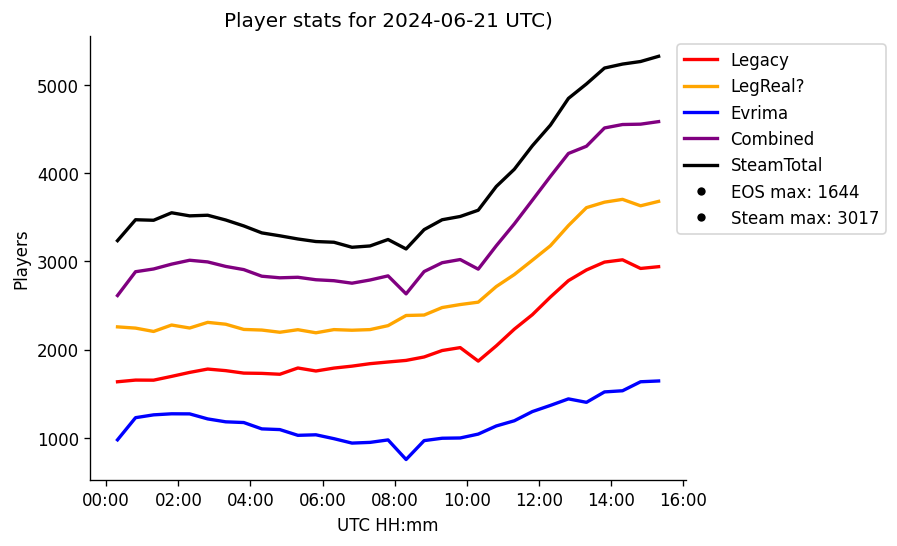 Player stats for 2024-06-21 UTC)
Legacy
LegReal?
Evrima
Combined
SteamTotal
EOS max: 1644
Steam max: 3017
Players
5000
4000
3000
2000
1000
00:00 02:00 04:00 06:00 08:00 10:00 12:00 14:00 16:00
UTC HH:mm